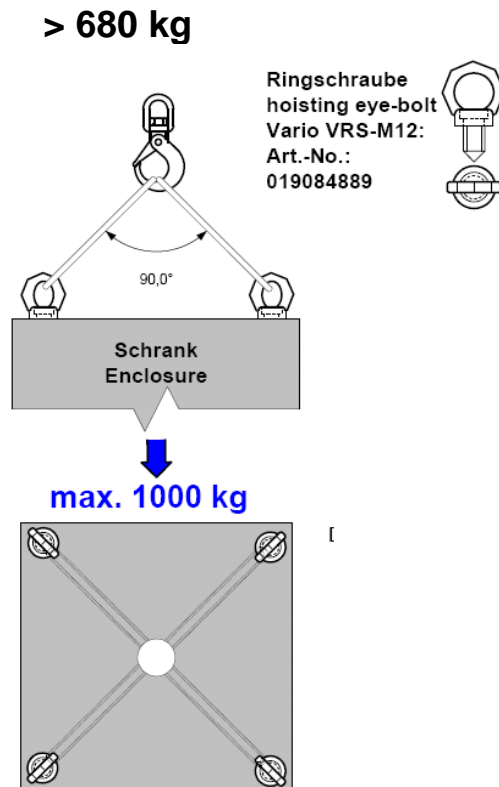 > 680 kg
Ringschraube
hoisting eye-bolt
Vario VRS-M12:
Art.-No.:
019084889
90,0°
Schrank
Enclosure
max. 1000 kg
[